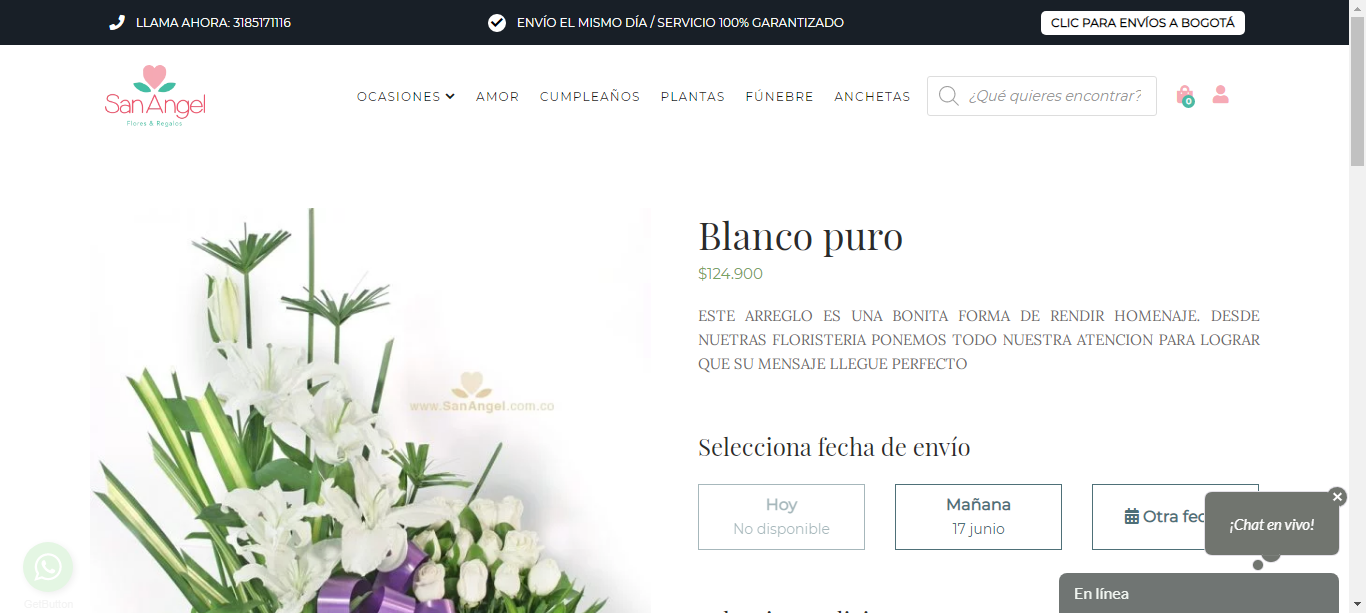 LLAMA AHORA: 3185171116
ENVÍO EL MISMO DÍA / SERVICIO 100% GARANTIZADO
CLIC PARA ENVÍOS A BOGOTÁ
SanAngel
Flores & Regalos
OCASIONES
AMOR
CUMPLEAÑOS
PLANTAS
FÚNEBRE
ANCHETAS
¿Qué quieres encontrar?
0
www.SanAngel.com.co
Blanco puro
$124.900
ESTE ARREGLO ES UNA BONITA FORMA DE RENDIR HOMENAJE. DESDE
NUETRAS FLORISTERIA PONEMOS TODO NUESTRA ATENCION PARA LOGRAR
QUE SU MENSAJE LLEGUE PERFECTO
Selecciona fecha de envío
Hoy
No disponible
Mañana
17 junio
Otra fec
¡Chat en vivo!
En línea
GetButton